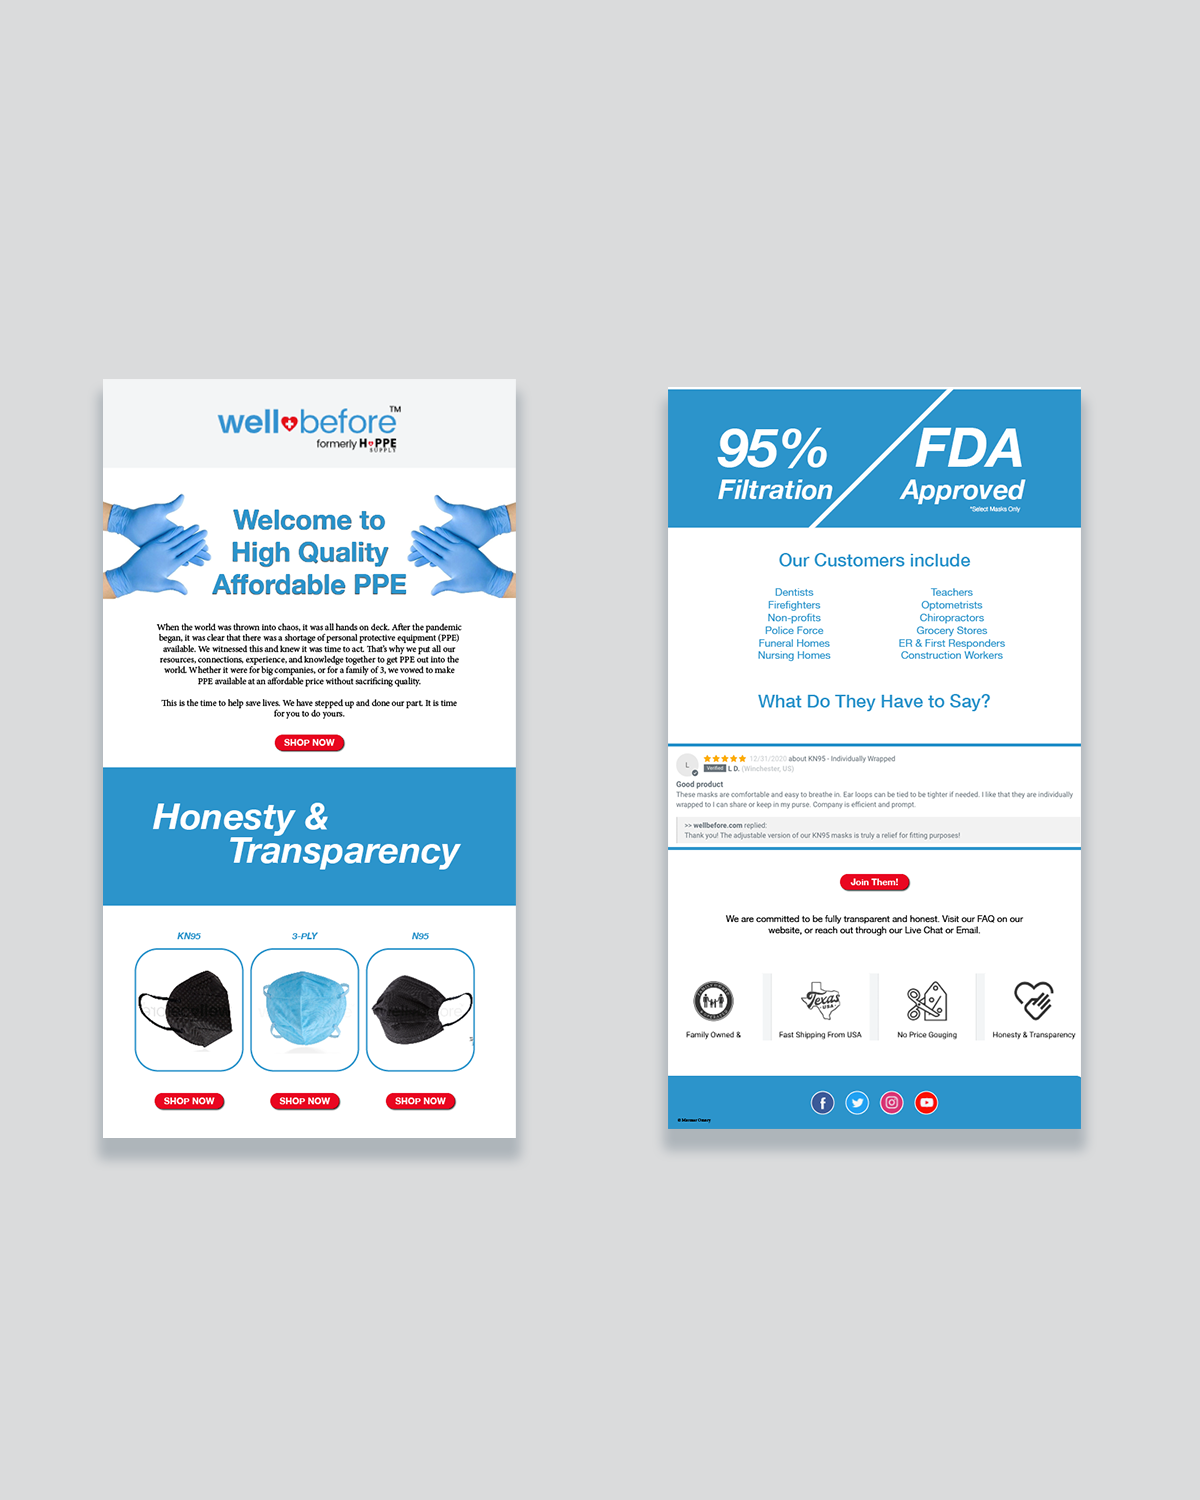 well before™
formerly HOPPE
SUPPLY
Welcome to
High Quality
Affordable PPE
When the world was thrown into chaos, it was all hands on deck. After the pandemic
began, it was clear that there was a shortage of personal protective equipment (PPE)
available. We witnessed this and knew it was time to act. That's why we put all our
resources, connections, experience, and knowledge together to get PPE out into the
world. Whether it were for big companies, or for a family of 3, we vowed to make
PPE available at an affordable price without sacrificing quality.
This is the time to help save lives. We have stepped up and done our part. It is time
for you to do yours.
SHOP NOW
Honesty &
Transparency
KN95
3-PLY
N95
SHOP NOW
SHOP NOW
SHOP NOW
95%
Filtration
FDA
Approved
*Select Masks Only
Our Customers include
Dentists
Firefighters
Non-profits
Police Force
Funeral Homes
Nursing Homes
Teachers
Optometrists
Chiropractors
Grocery Stores
ER & First Responders
Construction Workers
What Do They Have to Say?
L
12/31/2020 about KN95 - Individually Wrapped
Verified L D. (Winchester, US)
Good product
These masks are comfortable and easy to breathe in. Ear loops can be tied to be tighter if needed. I like that they are individually
wrapped to I can share or keep in my purse. Company is efficient and prompt.
>> wellbefore.com replied:
Thank you! The adjustable version of our KN95 masks is truly a relief for fitting purposes!
Join Them!
We are committed to be fully transparent and honest. Visit our FAQ on our
website, or reach out through our Live Chat or Email.
Texas
USA
Family Owned &
Fast Shipping From USA
No Price Gouging
Honesty & Transparency